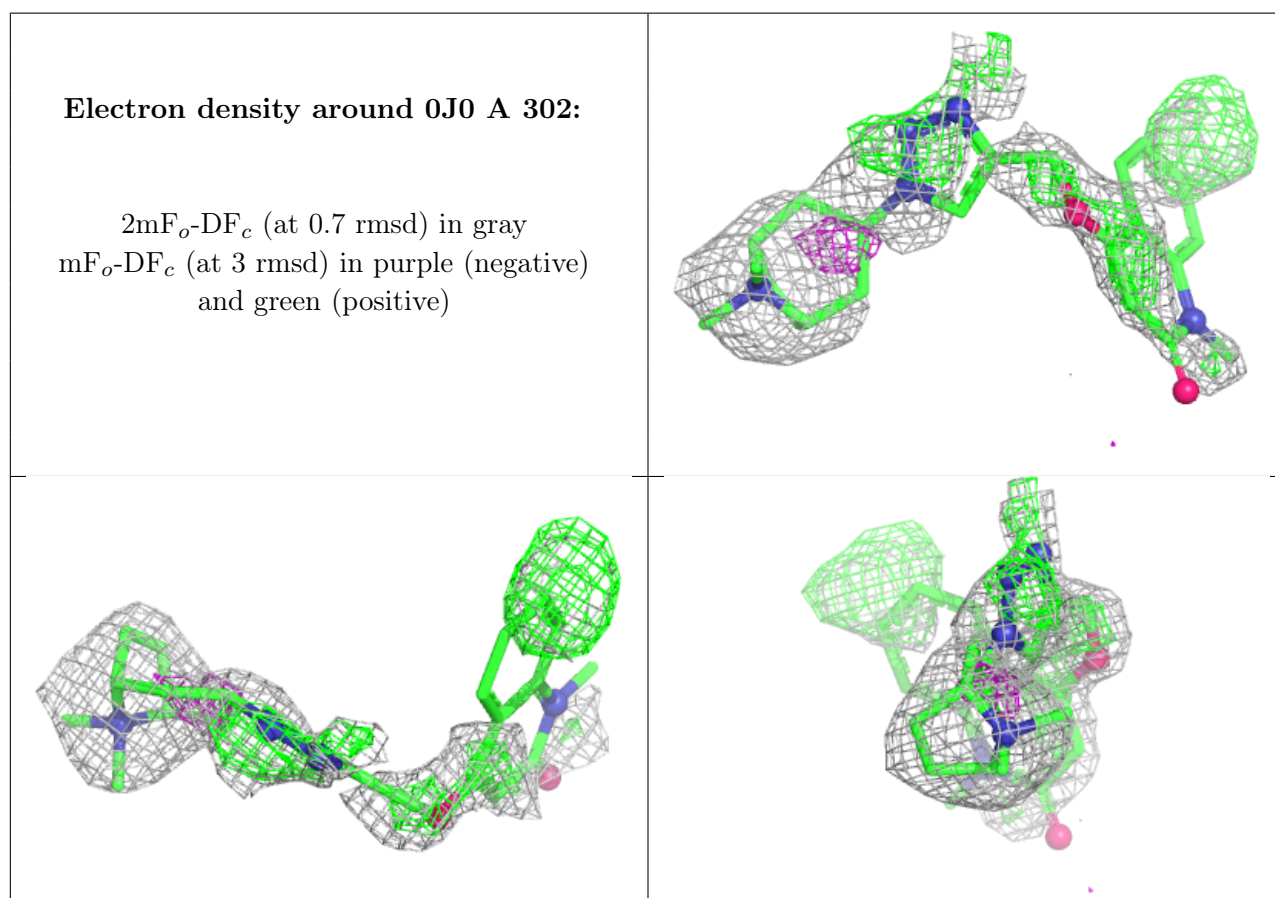 Electron density around 0J0 A 302:
2mFo-DFc (at 0.7 rmsd) in gray
mFo-DFc (at 3 rmsd) in purple (negative)
and green (positive)